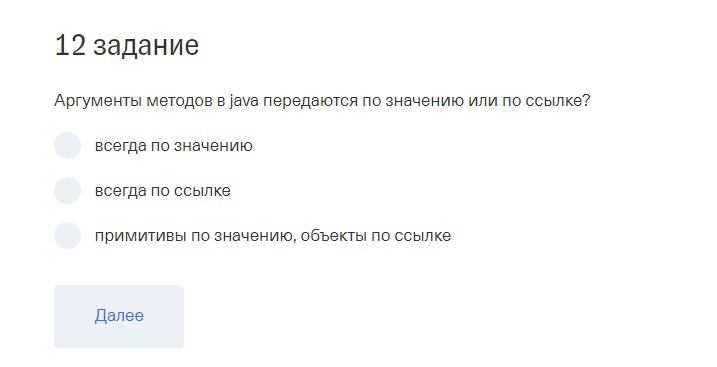 12 задание
Аргументы методов в java передаются по значению или по ссылке?
всегда по значению
всегда по ссылке
примитивы по значению, объекты по ссылке
Далее